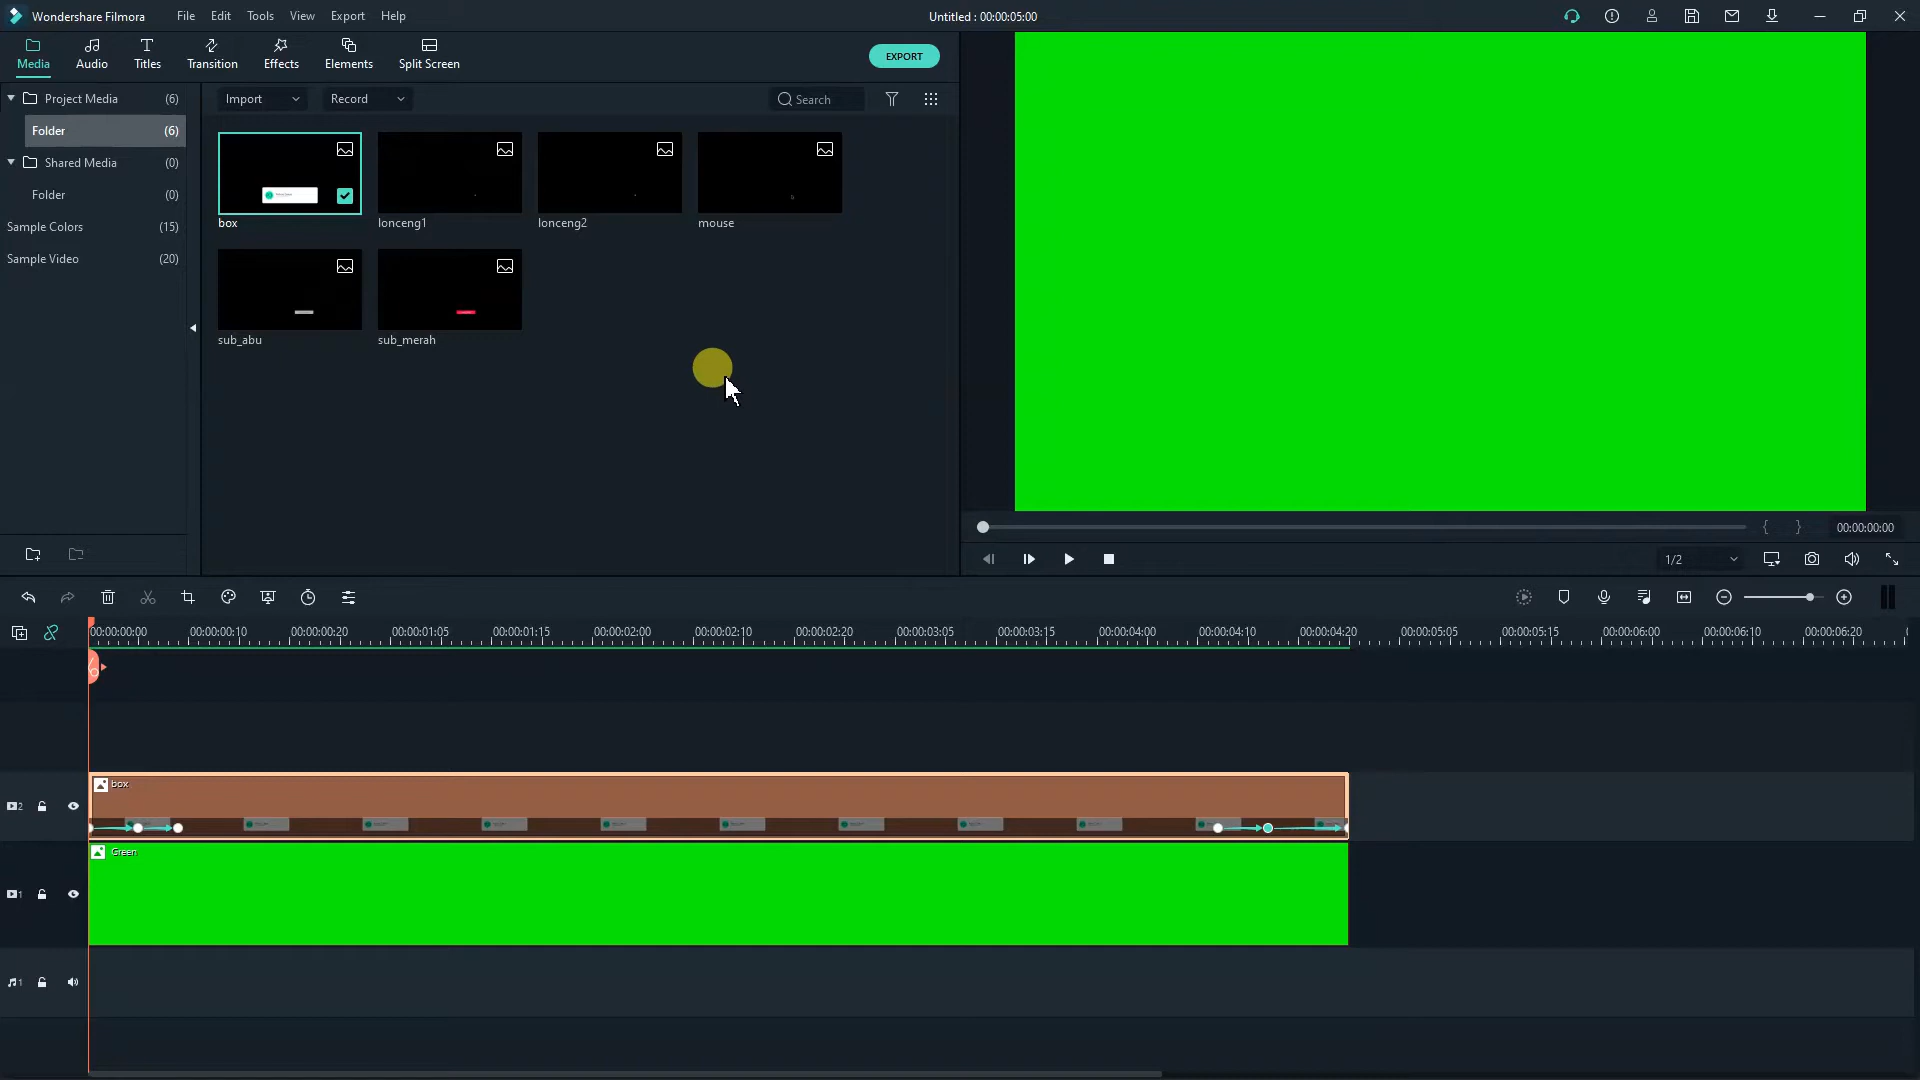 Wondershare Filmora File Edit Tools View Export Help Untitled : 00:00:05:00
Media Audio Titles Transition Effects Elements Split Screen EXPORT
Project Media (6) Import Record Search
Folder (6)
Shared Media (0)
Folder (0)
box lonceng1 lonceng2 mouse
Sample Colors (15)
Sample Video (20)
sub_abu sub_merah
00:00:00:00
1/2
00:00:00:00 00:00:00:10 00:00:00:20 00:00:01:05 00:00:01:15 00:00:02:00 00:00:02:10 00:00:02:20 00:00:03:05 00:00:03:15 00:00:04:00 00:00:04:10 00:00:04:20 00:00:05:05 00:00:05:15 00:00:06:00 00:00:06:10 00:00:06:20
box
2
Green
1
1